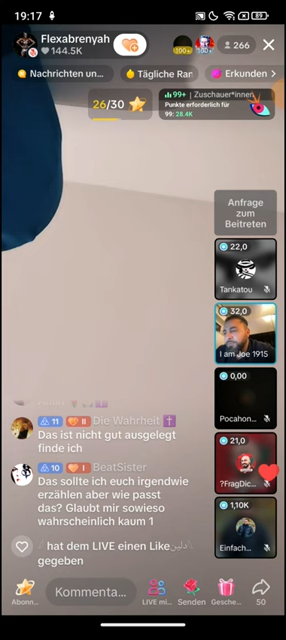 19:17
89
Flexabrenyah
144.5K
100+
266
Nachrichten un...
Tägliche Ran
Erkunden
26/30
99+ | Zuschauer*innen
Punkte erforderlich für
99: 28.4K
Anfrage
zum
Beitreten
22,0
Tankatou
32,0
I am Joe 1915
0,00
Pocahon...
21,0
?FragDic...
1,10K
Einfach...
11 II Die Wahrheit ✝️
Das ist nicht gut ausgelegt
finde ich
10 I BeatSister
Das sollte ich euch irgendwie
erzählen aber wie passt
das? Glaubt mir sowieso
wahrscheinlich kaum 1
hat dem LIVE einen Like
gegeben
Abonn...
Kommenta...
LIVE mi...
Senden
Gesche...
50